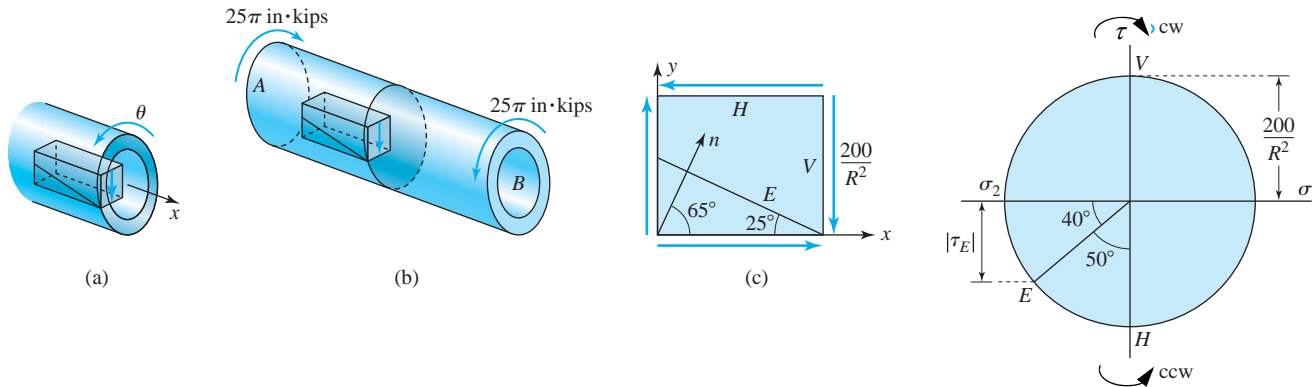 θ
x
(a)
25π in·kips
A
25π in·kips
B
(b)
y
H
n
V
200
R²
E
65°
25°
x
(c)
τ
cw
V
200
R²
σ₂
σ
40°
|τ_E|
50°
E
H
ccw